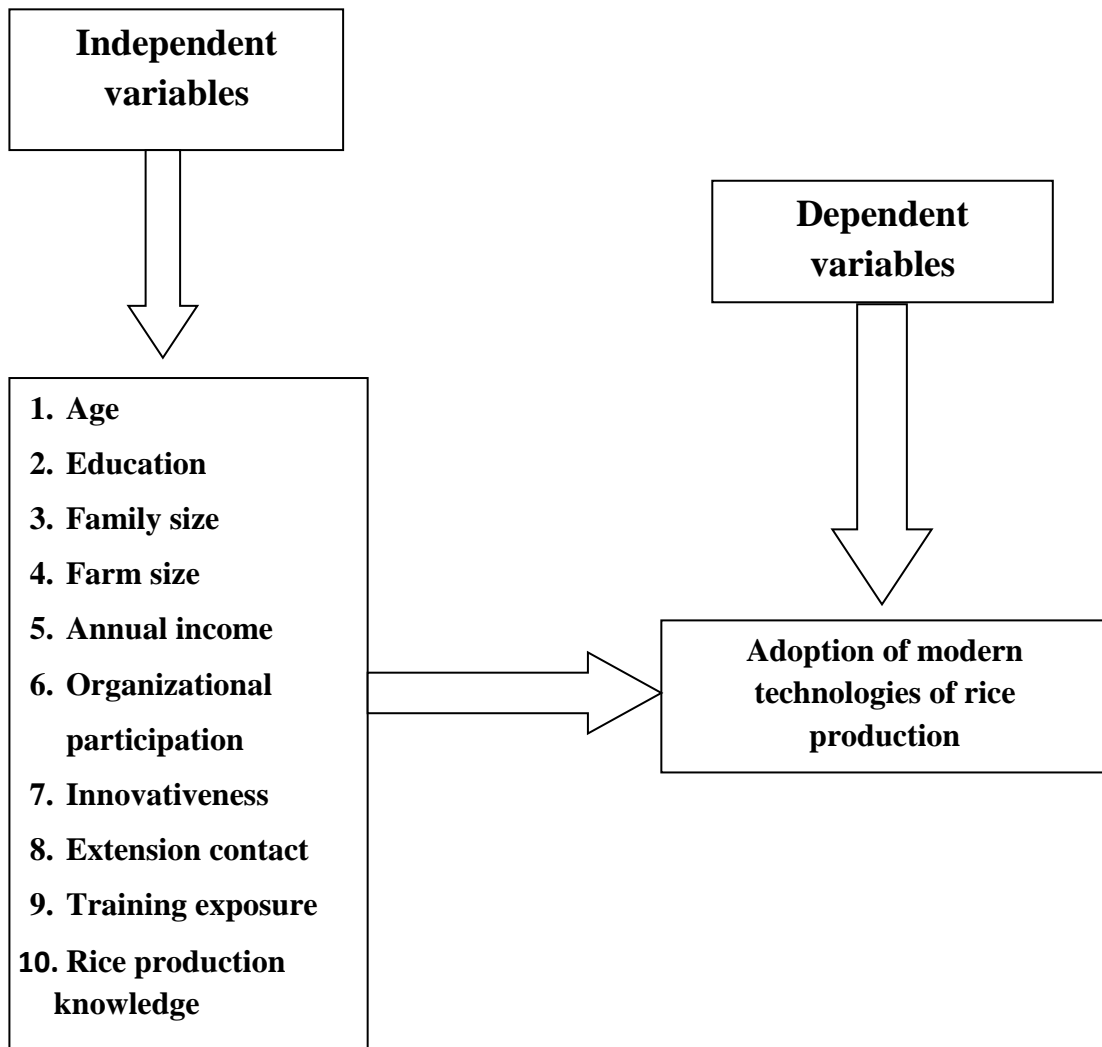 Independent
variables
Dependent
variables
1. Age
2. Education
3. Family size
4. Farm size
5. Annual income
6. Organizational
participation
7. Innovativeness
8. Extension contact
9. Training exposure
10. Rice production
knowledge
Adoption of modern
technologies of rice
production